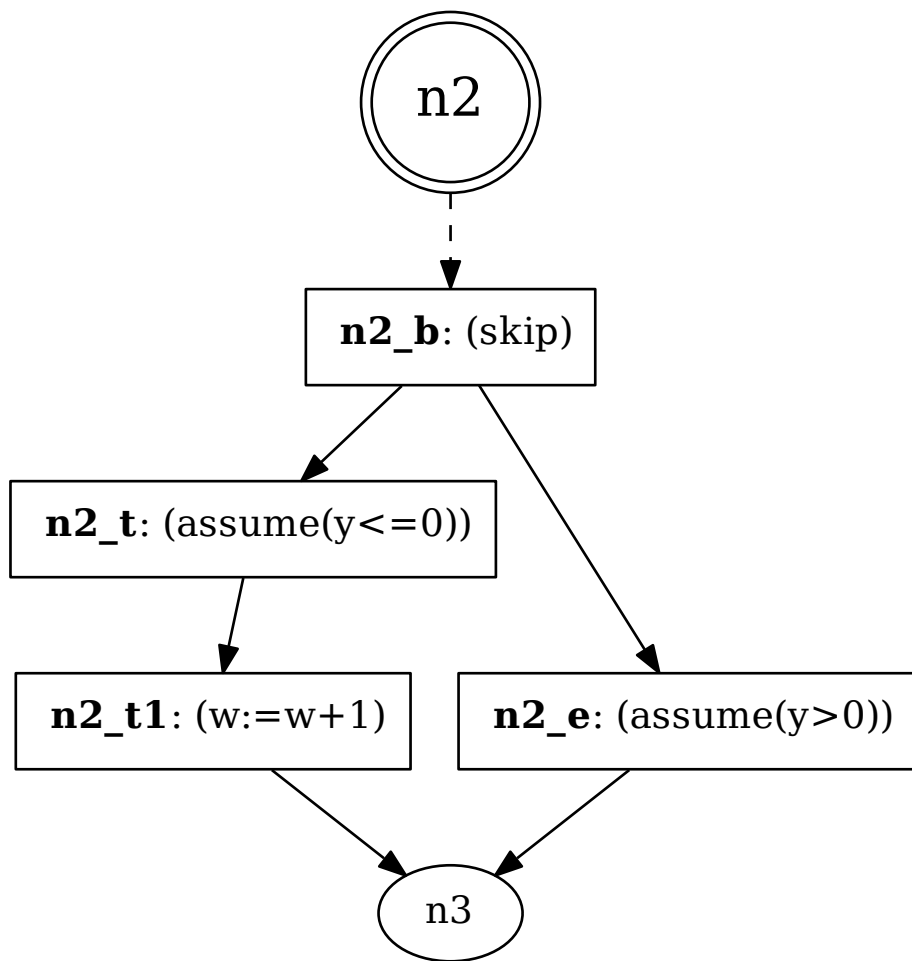 n2
n2_b: (skip)
n2_t: (assume(y<=0))
n2_t1: (w:=w+1)
n2_e: (assume(y>0))
n3